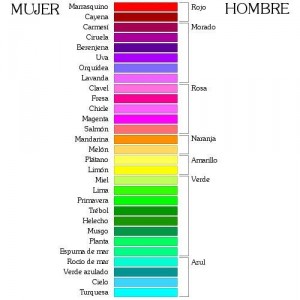 MUJER HOMBRE
Marrasquino Rojo
Cayena
Carmesí Morado
Ciruela
Berenjena
Uva
Orquídea
Lavanda
Clavel Rosa
Fresa
Chicle
Magenta
Salmón
Mandarina Naranja
Melón
Plátano Amarillo
Limón
Miel Verde
Lima
Primavera
Trébol
Helecho
Musgo
Planta
Espuma de mar
Rocío de mar Azul
Verde azulado
Cielo
Turquesa